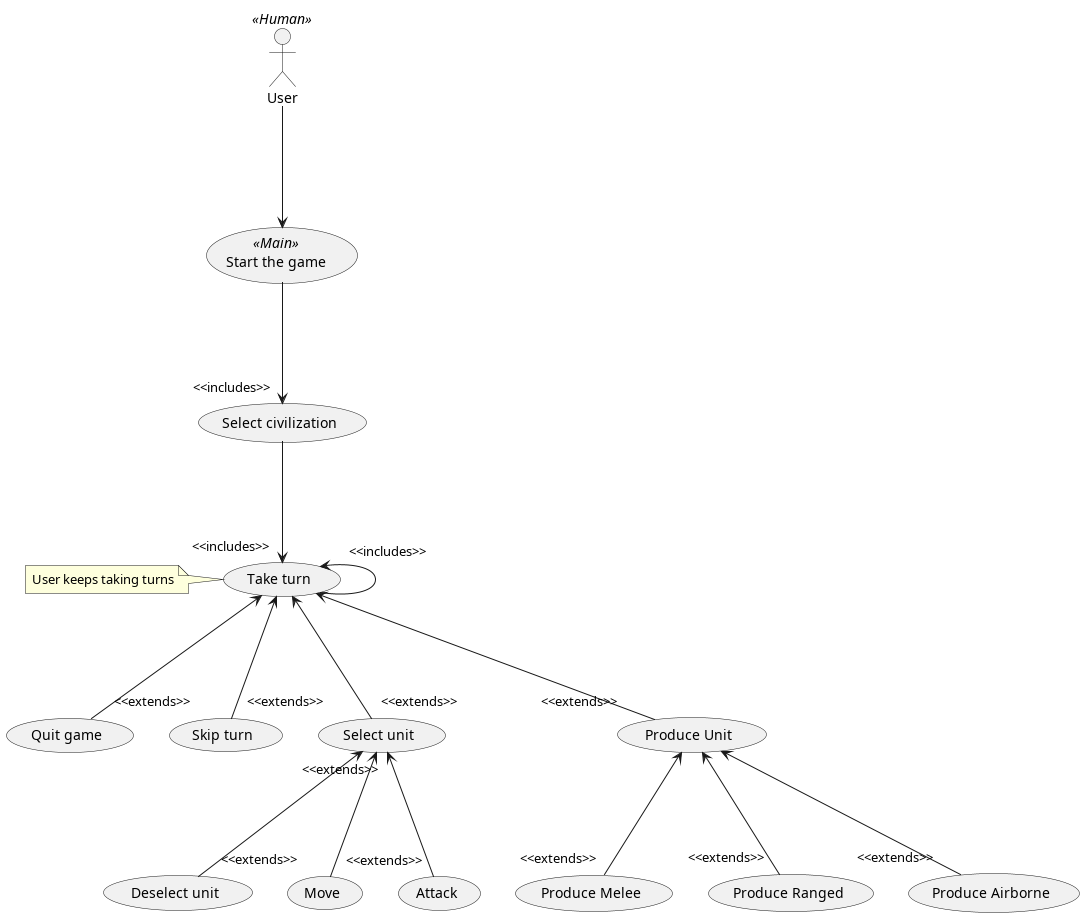 «Human»
User
«Main»
Start the game
<<includes>>
Select civilization
<<includes>>
<<includes>>
User keeps taking turns
Take turn
<<extends>>
<<extends>>
<<extends>>
<<extends>>
Quit game
Skip turn
Select unit
Produce Unit
<<extends>>
<<extends>>
<<extends>>
<<extends>>
<<extends>>
<<extends>>
Deselect unit
Move
Attack
Produce Melee
Produce Ranged
Produce Airborne